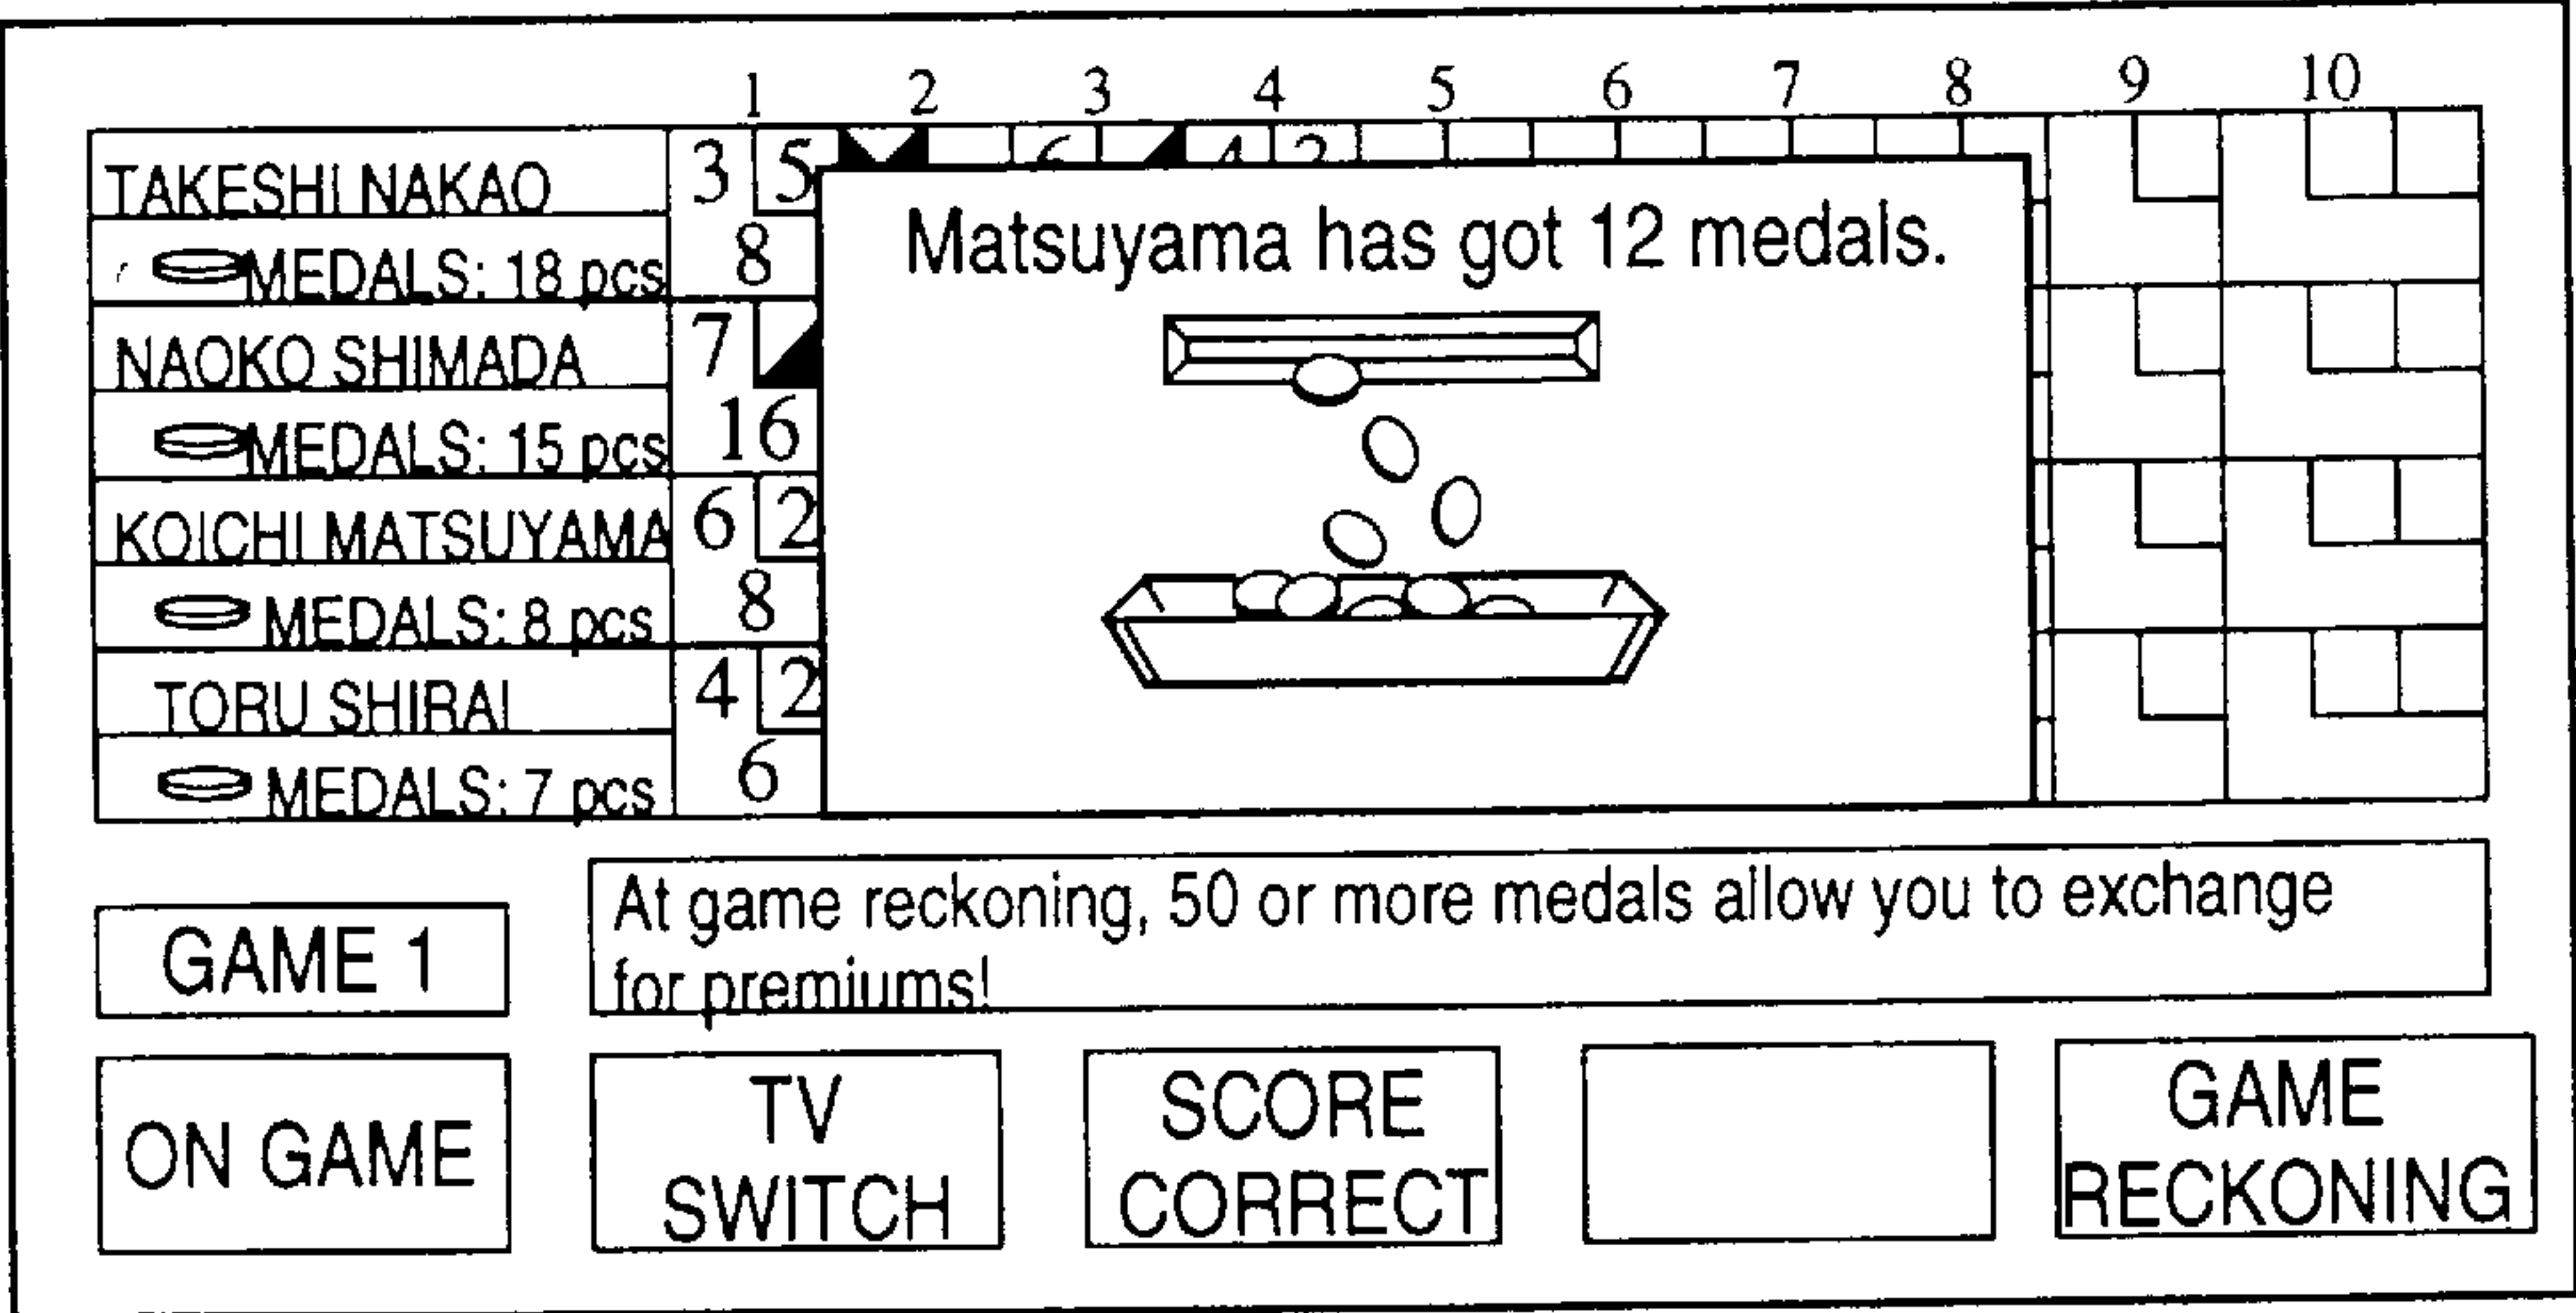 1 2 3 4 5 6 7 8 9 10
TAKESHI NAKAO 3 5 6 4 2
MEDALS: 18 pcs 8
NAOKO SHIMADA 7
MEDALS: 15 pcs 16
KOICHI MATSUYAMA 6 2
MEDALS: 8 pcs 8
TORU SHIRAI 4 2
MEDALS: 7 pcs 6
Matsuyama has got 12 medals.
GAME 1
At game reckoning, 50 or more medals allow you to exchange
for premiums!
ON GAME
TV
SWITCH
SCORE
CORRECT
GAME
RECKONING